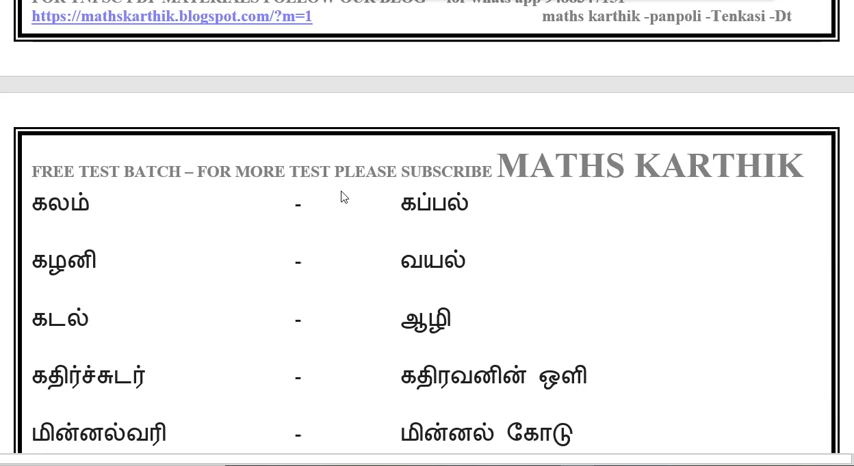 https://mathskarthik.blogspot.com/?m=1 maths karthik -panpoli -Tenkasi -Dt
FREE TEST BATCH – FOR MORE TEST PLEASE SUBSCRIBE MATHS KARTHIK
கலம் - கப்பல்
கழனி - வயல்
கடல் - ஆழி
கதிர்ச்சுடர் - கதிரவனின் ஒளி
மின்னல்வரி - மின்னல் கோடு